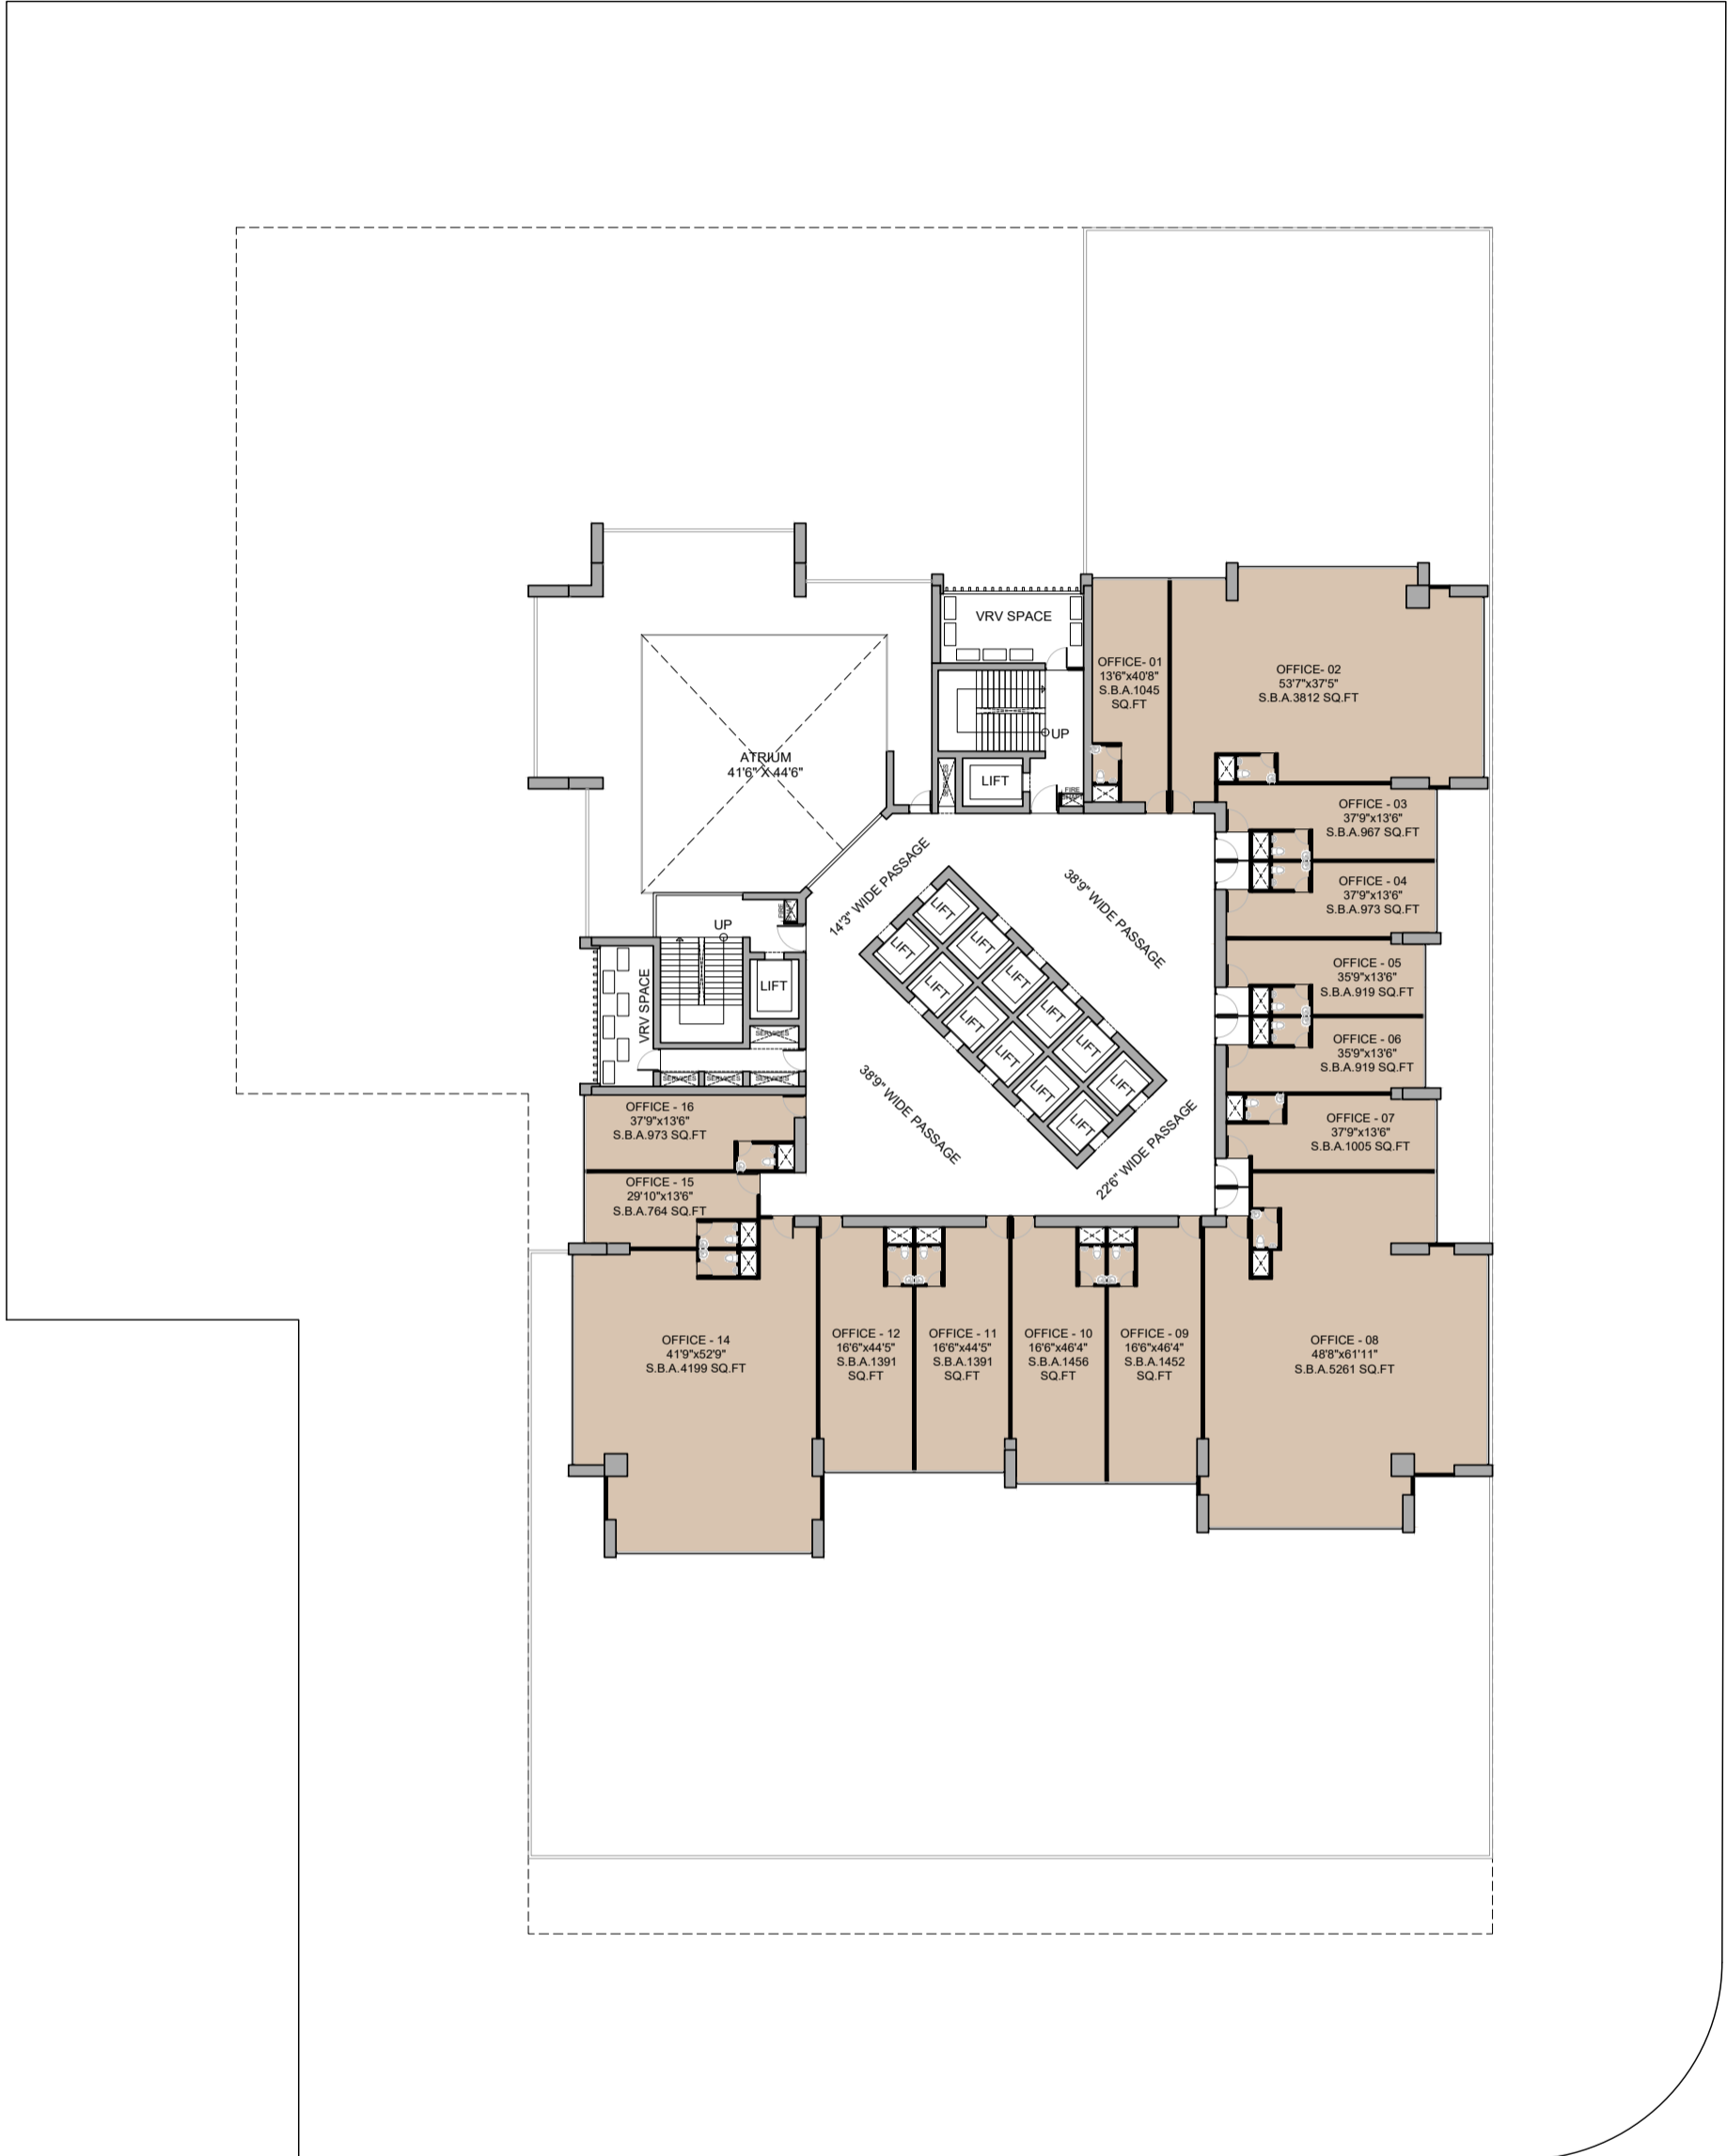 VRV SPACE
UP
LIFT
SERVICES
FIRE
OFFICE- 01
13'6"x40'8"
S.B.A.1045
SQ.FT
OFFICE- 02
53'7"x37'5"
S.B.A.3812 SQ.FT
ATRIUM
41'6" X 44'6"
OFFICE - 03
37'9"x13'6"
S.B.A.967 SQ.FT
OFFICE - 04
37'9"x13'6"
S.B.A.973 SQ.FT
OFFICE - 05
35'9"x13'6"
S.B.A.919 SQ.FT
OFFICE - 06
35'9"x13'6"
S.B.A.919 SQ.FT
OFFICE - 07
37'9"x13'6"
S.B.A.1005 SQ.FT
14'3" WIDE PASSAGE
38'9" WIDE PASSAGE
LIFT
LIFT
LIFT
LIFT
LIFT
LIFT
LIFT
LIFT
LIFT
LIFT
LIFT
LIFT
38'9" WIDE PASSAGE
22'6" WIDE PASSAGE
UP
FIRE
LIFT
VRV SPACE
SERVICES
SERVICES
SERVICES
SERVICES
OFFICE - 16
37'9"x13'6"
S.B.A.973 SQ.FT
OFFICE - 15
29'10"x13'6"
S.B.A.764 SQ.FT
OFFICE - 14
41'9"x52'9"
S.B.A.4199 SQ.FT
OFFICE - 12
16'6"x44'5"
S.B.A.1391
SQ.FT
OFFICE - 11
16'6"x44'5"
S.B.A.1391
SQ.FT
OFFICE - 10
16'6"x46'4"
S.B.A.1456
SQ.FT
OFFICE - 09
16'6"x46'4"
S.B.A.1452
SQ.FT
OFFICE - 08
48'8"x61'11"
S.B.A.5261 SQ.FT